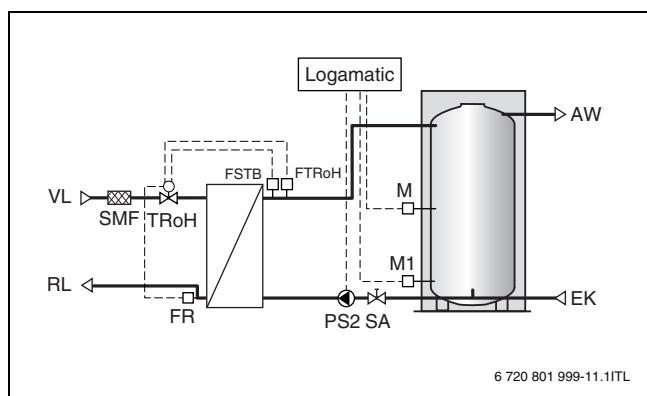 Logamatic
AW
FSTB
FTRoH
VL
SMF
TRoH
M
M1
RL
FR
PS2
SA
EK
6 720 801 999-11.1ITL